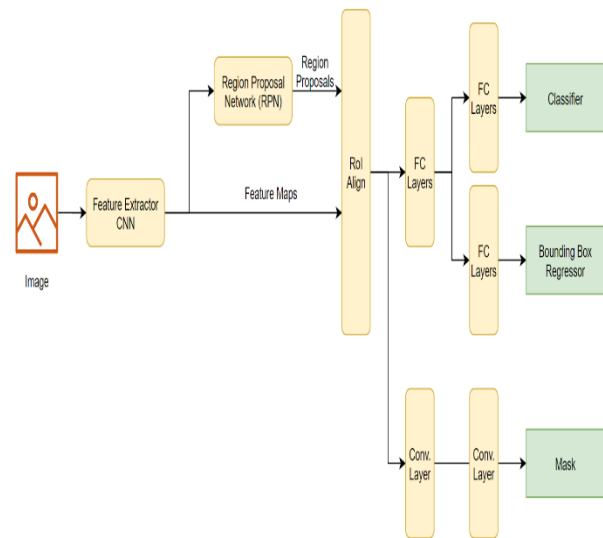 Region Proposal
Network (RPN)
Region
Proposals
Image
Feature Extractor
CNN
Feature Maps
RoI
Align
FC
Layers
FC
Layers
Classifier
FC
Layers
Bounding Box
Regressor
Conv.
Layer
Conv.
Layer
Mask